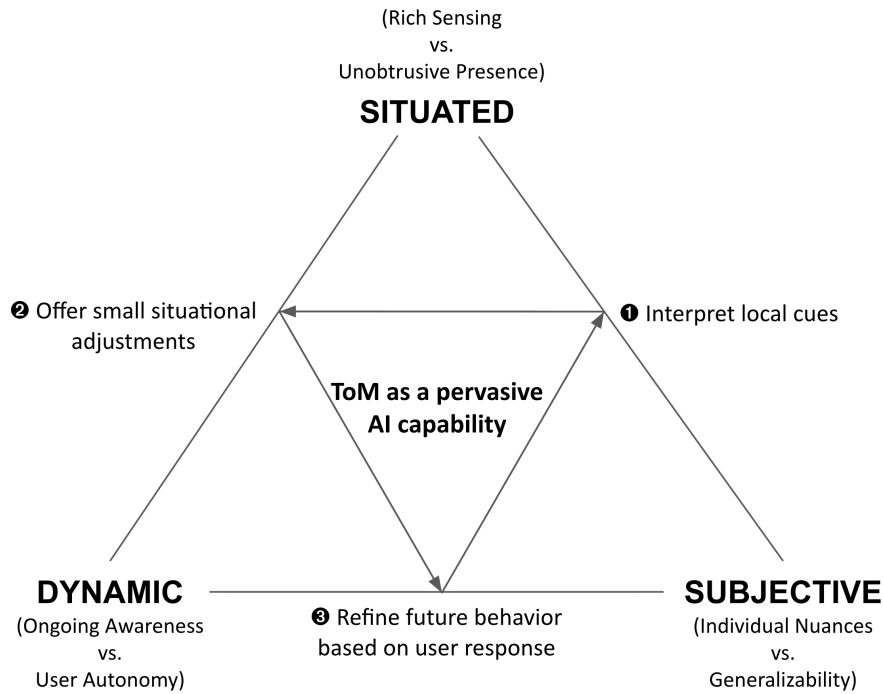 (Rich Sensing
vs.
Unobtrusive Presence)
SITUATED
❷ Offer small situational
adjustments
❶ Interpret local cues
ToM as a pervasive
AI capability
DYNAMIC
(Ongoing Awareness
vs.
User Autonomy)
❸ Refine future behavior
based on user response
SUBJECTIVE
(Individual Nuances
vs.
Generalizability)